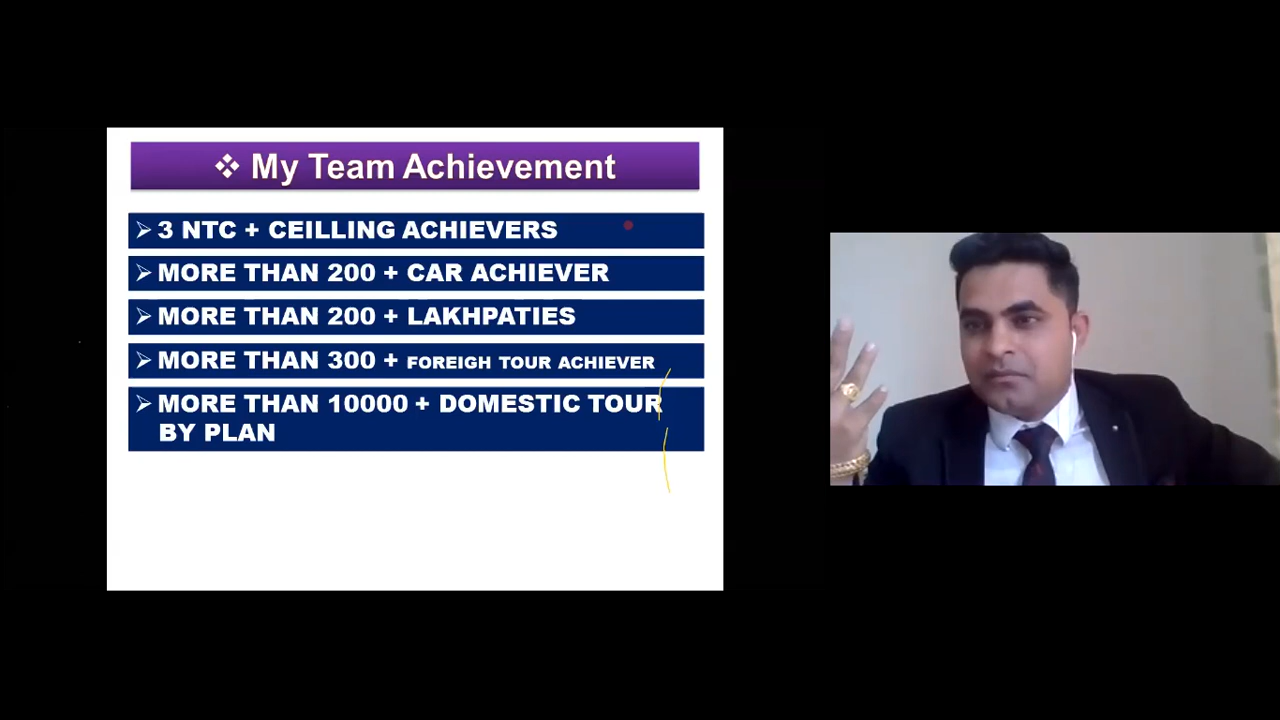 ❖ My Team Achievement
➢ 3 NTC + CEILLING ACHIEVERS
➢ MORE THAN 200 + CAR ACHIEVER
➢ MORE THAN 200 + LAKHPATIES
➢ MORE THAN 300 + FOREIGH TOUR ACHIEVER
➢ MORE THAN 10000 + DOMESTIC TOUR
BY PLAN